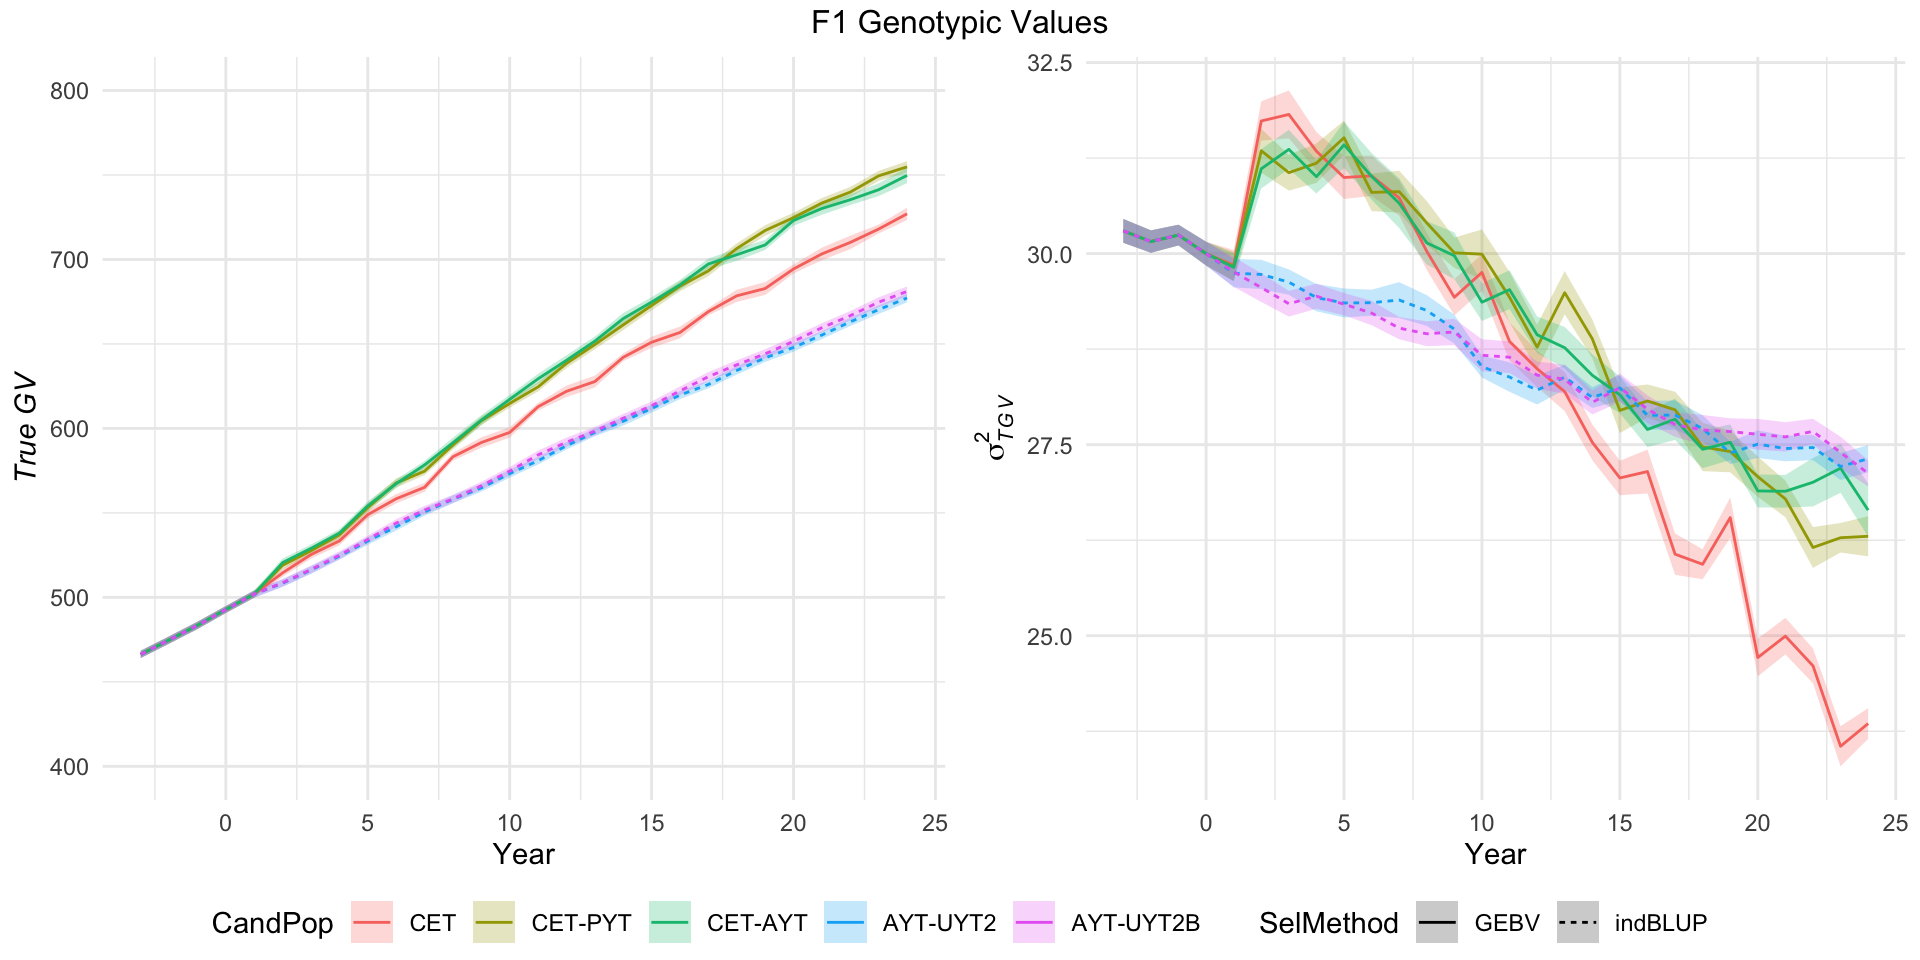 F1 Genotypic Values
True GV
800
700
600
500
400
0 5 10 15 20 25
Year
σ²TGV
32.5
30.0
27.5
25.0
0 5 10 15 20 25
Year
CandPop CET CET-PYT CET-AYT AYT-UYT2 AYT-UYT2B SelMethod GEBV indBLUP